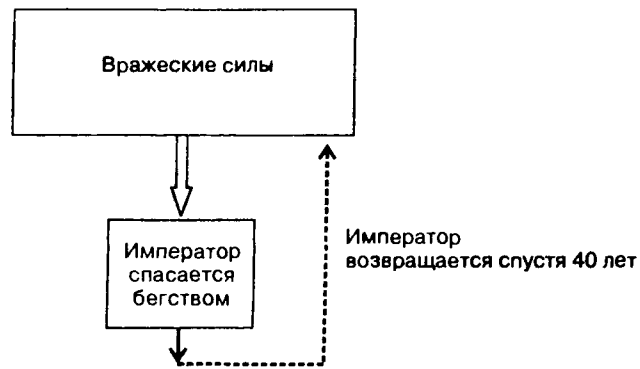 Вражеские силы
Император
спасается
бегством
Император
возвращается спустя 40 лет